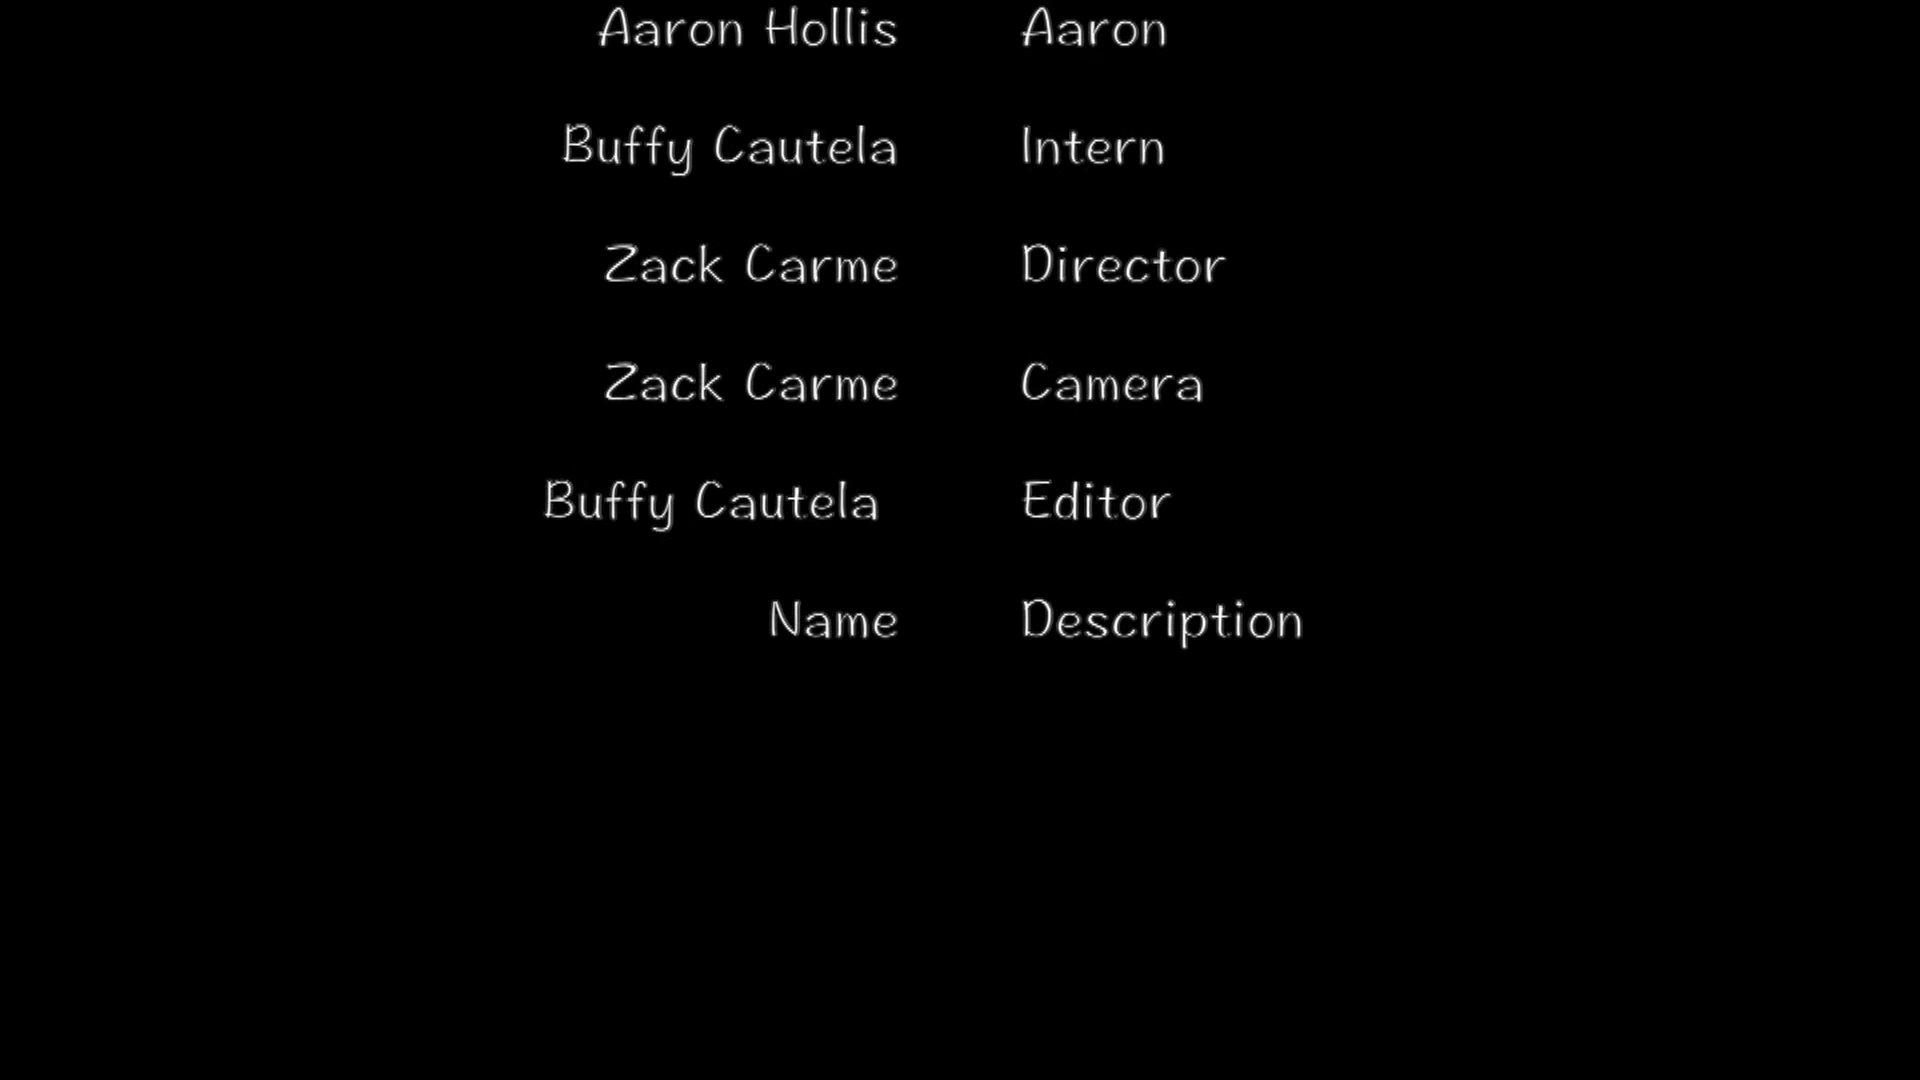 Aaron Hollis Aaron
Buffy Cautela Intern
Zack Carme Director
Zack Carme Camera
Buffy Cautela Editor
Name Description